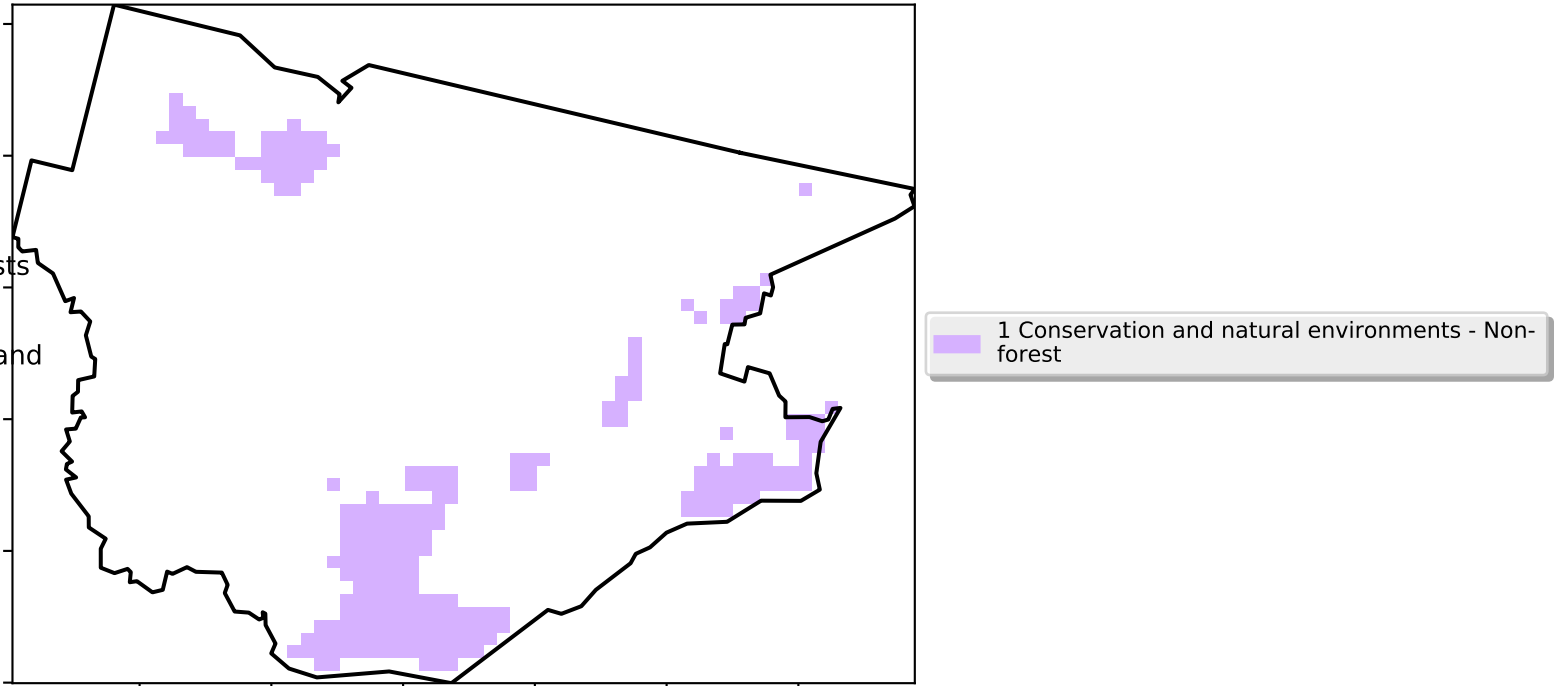 sts
and
1 Conservation and natural environments - Non-
forest